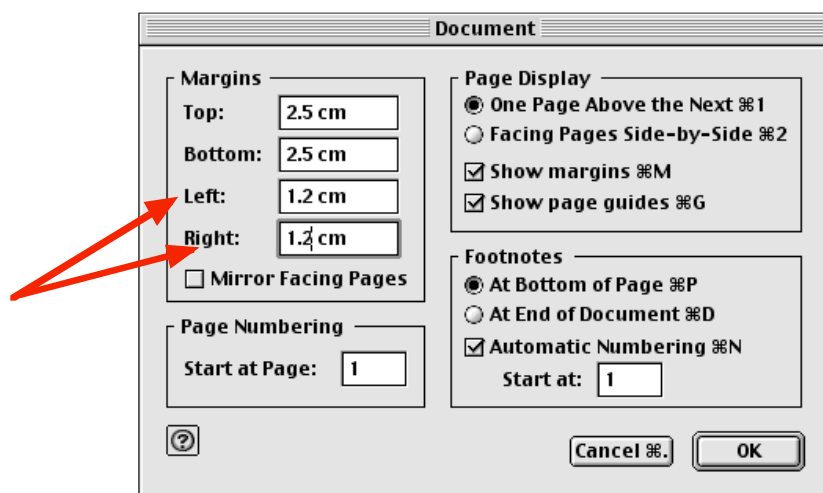 Document
Margins
Top: 2.5 cm
Bottom: 2.5 cm
Left: 1.2 cm
Right: 1.2 cm
Mirror Facing Pages
Page Numbering
Start at Page: 1
Page Display
One Page Above the Next ⌘1
Facing Pages Side-by-Side ⌘2
Show margins ⌘M
Show page guides ⌘G
Footnotes
At Bottom of Page ⌘P
At End of Document ⌘D
Automatic Numbering ⌘N
Start at: 1
?
Cancel ⌘.
OK